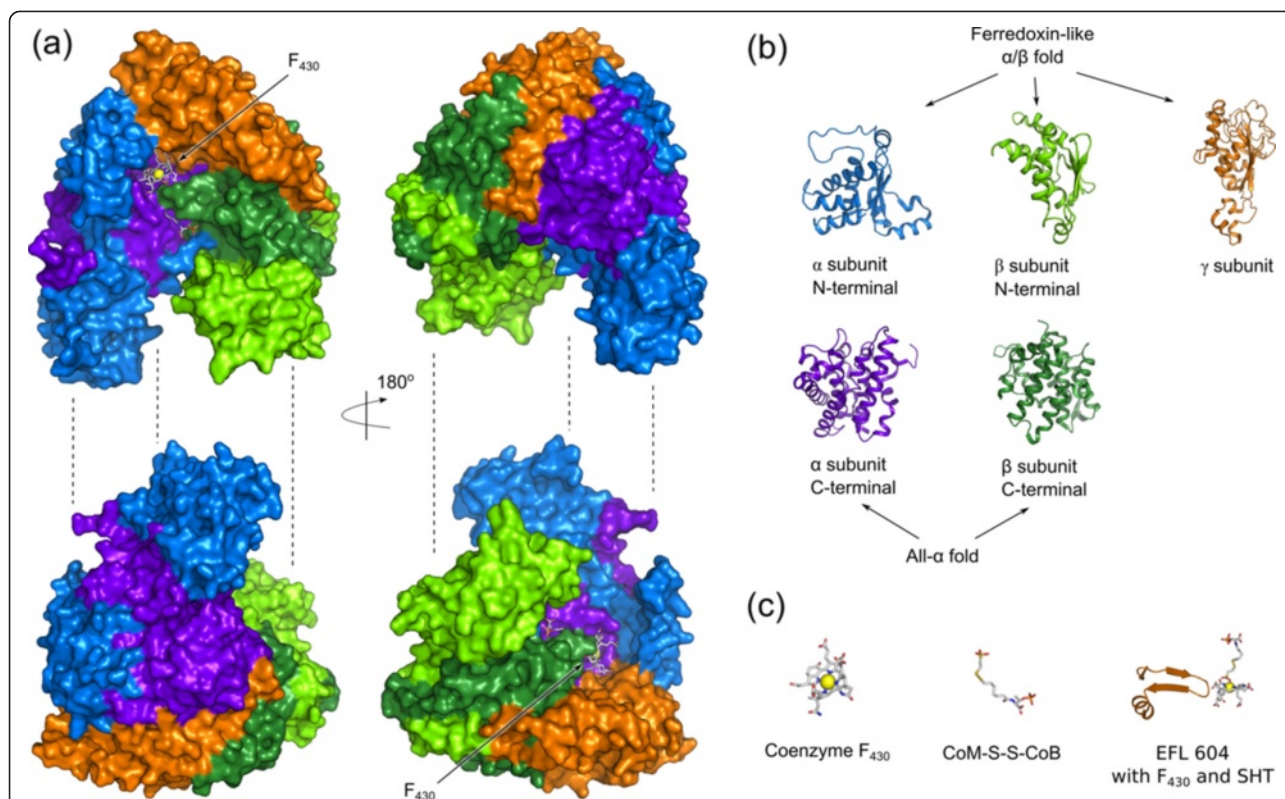 (a)
F430
180º
F430
(b)
Ferredoxin-like
α/β fold
α subunit
N-terminal
β subunit
N-terminal
γ subunit
α subunit
C-terminal
β subunit
C-terminal
All-α fold
(c)
Coenzyme F430
CoM-S-S-CoB
EFL 604
with F430 and SHT